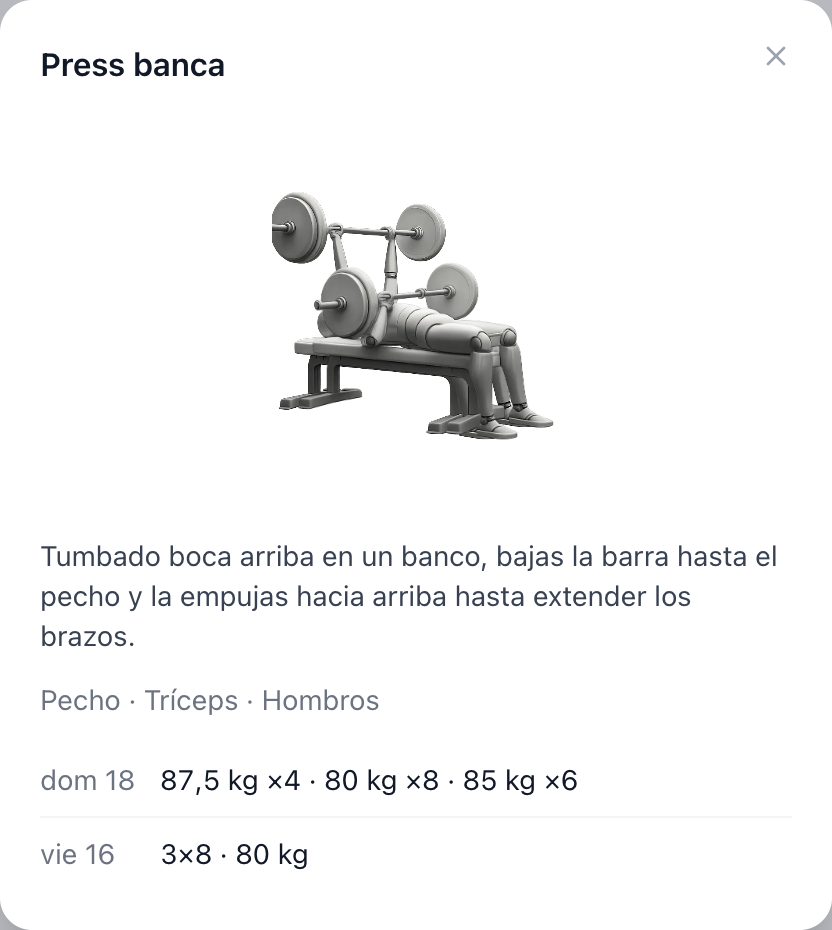 Press banca
Tumbado boca arriba en un banco, bajas la barra hasta el
pecho y la empujas hacia arriba hasta extender los
brazos.
Pecho · Tríceps · Hombros
dom 18 87,5 kg ×4 · 80 kg ×8 · 85 kg ×6
vie 16 3×8 · 80 kg